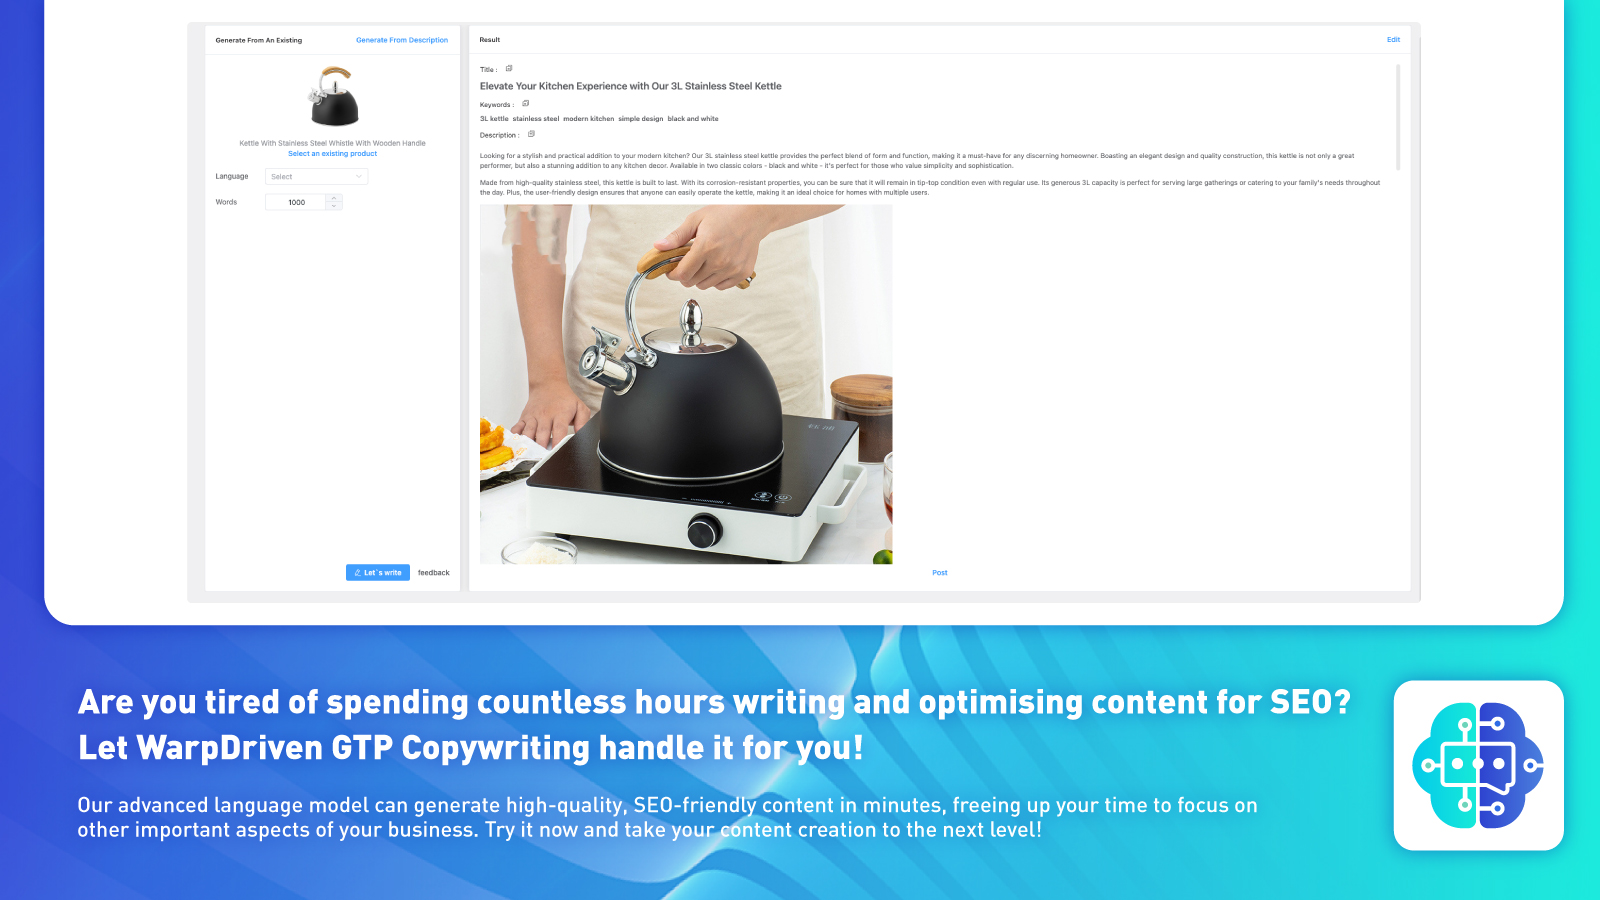 Generate From An Existing
Generate From Description
Kettle With Stainless Steel Whistle With Wooden Handle
Select an existing product
Language
Select
Words
1000
Let`s write
feedback
Result
Edit
Title :
Elevate Your Kitchen Experience with Our 3L Stainless Steel Kettle
Keywords :
3L kettle stainless steel modern kitchen simple design black and white
Description :
Looking for a stylish and practical addition to your modern kitchen? Our 3L stainless steel kettle provides the perfect blend of form and function, making it a must-have for any discerning homeowner. Boasting an elegant design and quality construction, this kettle is not only a great
performer, but also a stunning addition to any kitchen decor. Available in two classic colors - black and white - it's perfect for those who value simplicity and sophistication.
Made from high-quality stainless steel, this kettle is built to last. With its corrosion-resistant properties, you can be sure that it will remain in tip-top condition even with regular use. Its generous 3L capacity is perfect for serving large gatherings or catering to your family's needs throughout
the day. Plus, the user-friendly design ensures that anyone can easily operate the kettle, making it an ideal choice for homes with multiple users.
Post
Are you tired of spending countless hours writing and optimising content for SEO?
Let WarpDriven GTP Copywriting handle it for you!
Our advanced language model can generate high-quality, SEO-friendly content in minutes, freeing up your time to focus on
other important aspects of your business. Try it now and take your content creation to the next level!